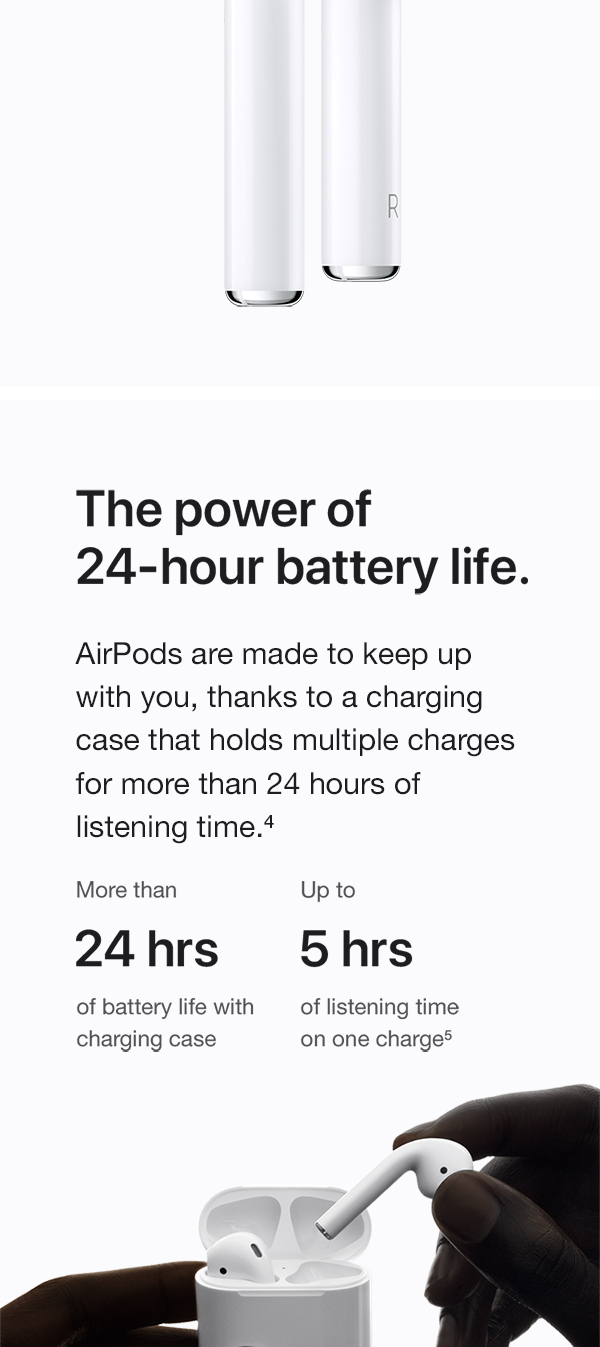 R
The power of
24-hour battery life.
AirPods are made to keep up
with you, thanks to a charging
case that holds multiple charges
for more than 24 hours of
listening time.⁴
More than
24 hrs
of battery life with
charging case
Up to
5 hrs
of listening time
on one charge⁵